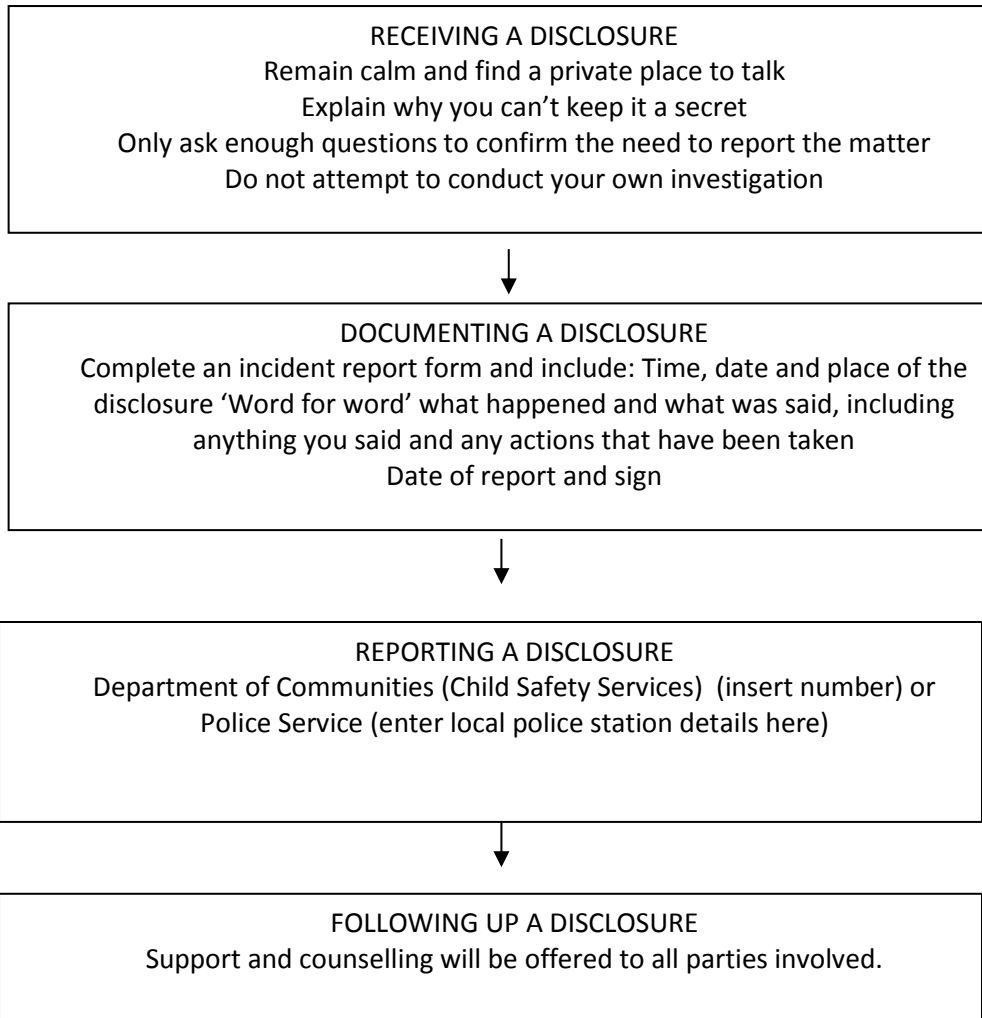 RECEIVING A DISCLOSURE
Remain calm and find a private place to talk
Explain why you can’t keep it a secret
Only ask enough questions to confirm the need to report the matter
Do not attempt to conduct your own investigation
DOCUMENTING A DISCLOSURE
Complete an incident report form and include: Time, date and place of the
disclosure ‘Word for word’ what happened and what was said, including
anything you said and any actions that have been taken
Date of report and sign
REPORTING A DISCLOSURE
Department of Communities (Child Safety Services)  (insert number) or
Police Service (enter local police station details here)
FOLLOWING UP A DISCLOSURE
Support and counselling will be offered to all parties involved.